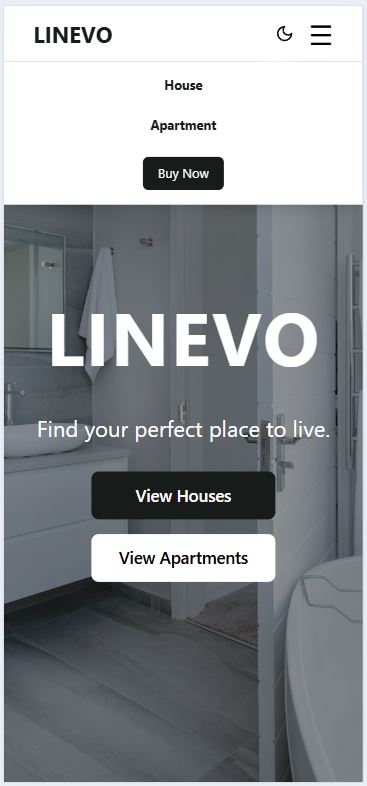 LINEVO
House
Apartment
Buy Now
LINEVO
Find your perfect place to live.
View Houses
View Apartments